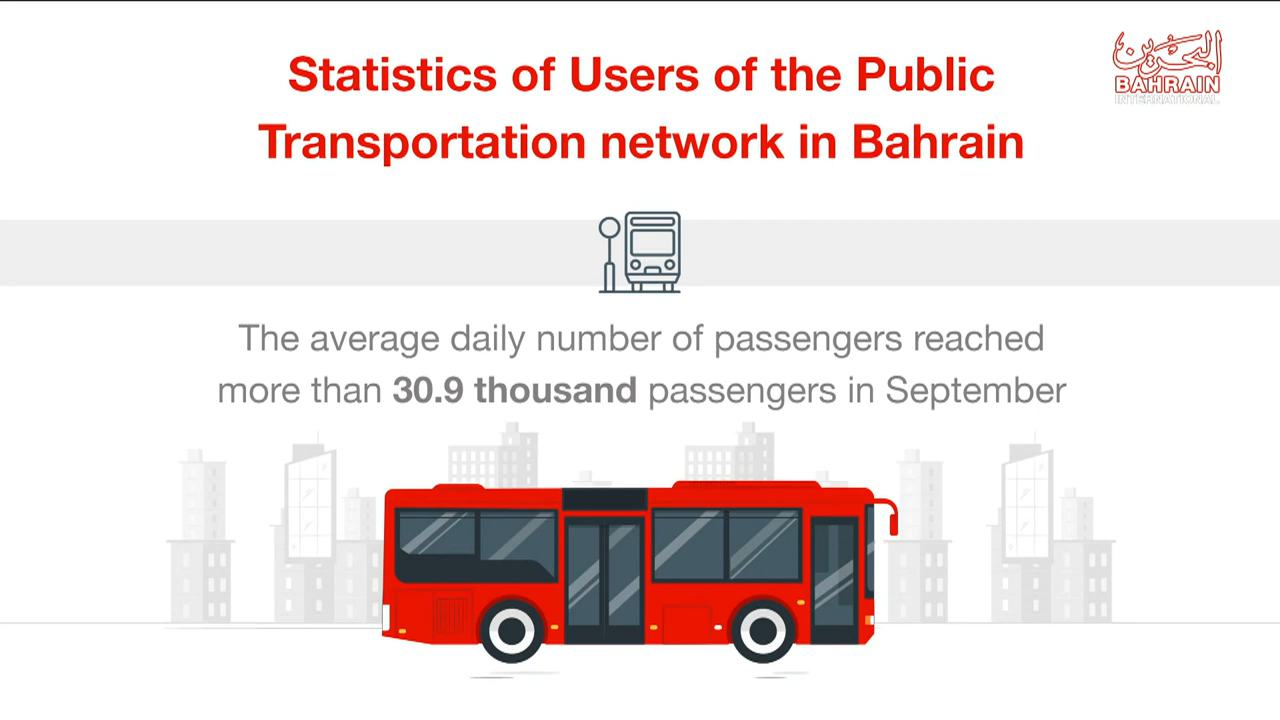 Statistics of Users of the Public
Transportation network in Bahrain
البحرين
BAHRAIN
INTERNATIONAL
The average daily number of passengers reached
more than 30.9 thousand passengers in September